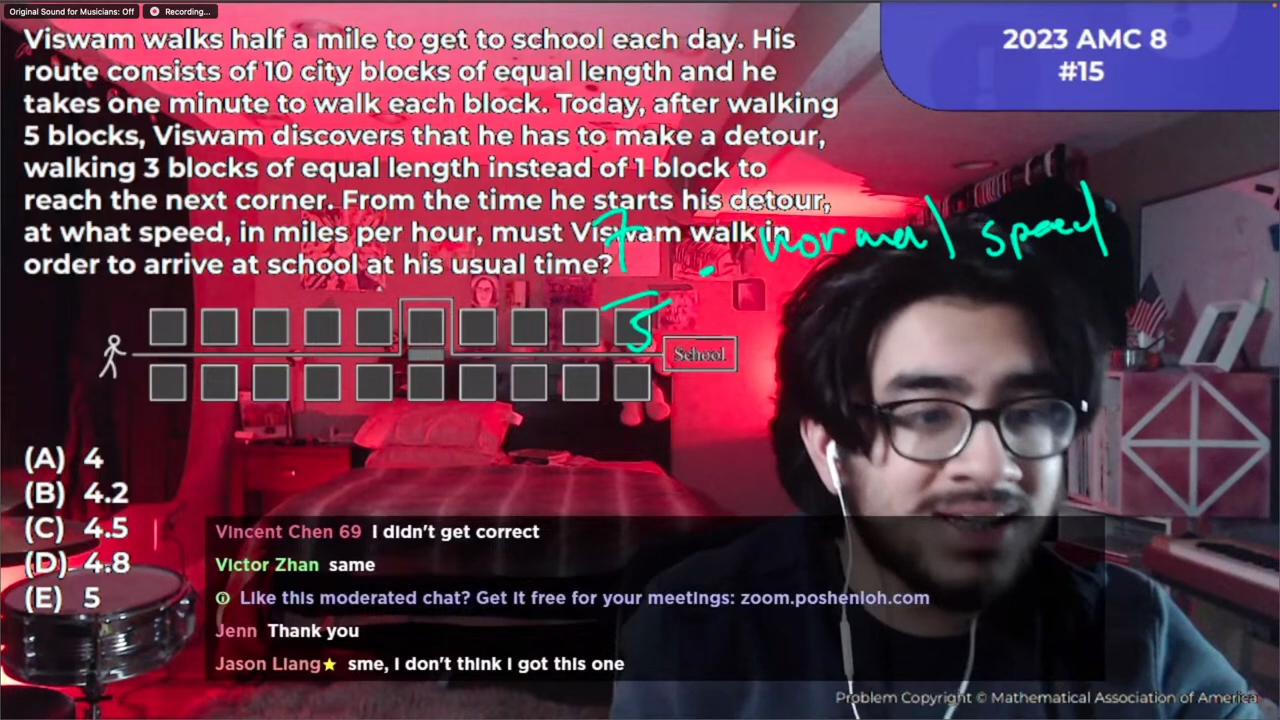 Original Sound for Musicians: Off
Recording...
Viswam walks half a mile to get to school each day. His
route consists of 10 city blocks of equal length and he
takes one minute to walk each block. Today, after walking
5 blocks, Viswam discovers that he has to make a detour,
walking 3 blocks of equal length instead of 1 block to
reach the next corner. From the time he starts his detour,
at what speed, in miles per hour, must Viswam walk in
order to arrive at school at his usual time?
2023 AMC 8
#15
7
5
· normal speed
School
(A) 4
(B) 4.2
(C) 4.5
(D) 4.8
(E) 5
Vincent Chen 69 I didn't get correct
Victor Zhan same
Like this moderated chat? Get it free for your meetings: zoom.poshenloh.com
Jenn Thank you
Jason Liang★ sme, I don't think I got this one
Problem Copyright © Mathematical Association of America